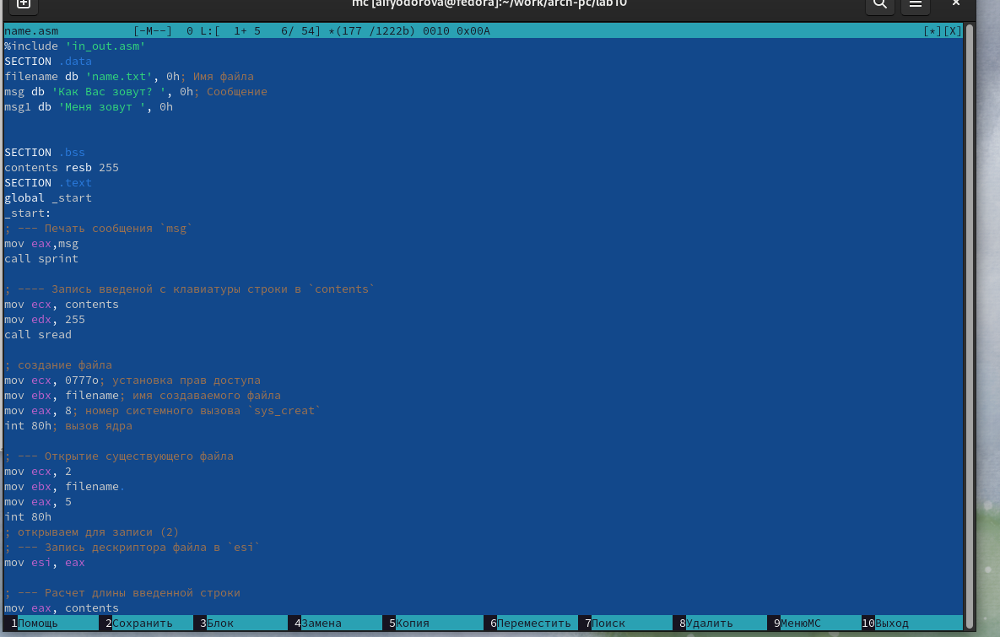 mc [alfyodorova@fedora]:~/work/arch-pc/lab10
name.asm [-M--] 0 L:[ 1+ 5 6/ 54] *(177 /1222b) 0010 0x00A [*][X]
%include 'in_out.asm'
SECTION .data
filename db 'name.txt', 0h; Имя файла
msg db 'Как Вас зовут? ', 0h; Сообщение
msg1 db 'Меня зовут ', 0h
SECTION .bss
contents resb 255
SECTION .text
global _start
_start:
; --- Печать сообщения `msg`
mov eax,msg
call sprint
; ---- Запись введеной с клавиатуры строки в `contents`
mov ecx, contents
mov edx, 255
call sread
; создание файла
mov ecx, 0777o; установка прав доступа
mov ebx, filename; имя создаваемого файла
mov eax, 8; номер системного вызова `sys_creat`
int 80h; вызов ядра
; --- Открытие существующего файла
mov ecx, 2
mov ebx, filename.
mov eax, 5
int 80h
; открываем для записи (2)
; --- Запись дескриптора файла в `esi`
mov esi, eax
; --- Расчет длины введенной строки
mov eax, contents
1Помощь 2Сохранить 3Блок 4Замена 5Копия 6Переместить 7Поиск 8Удалить 9МенюМС 10Выход